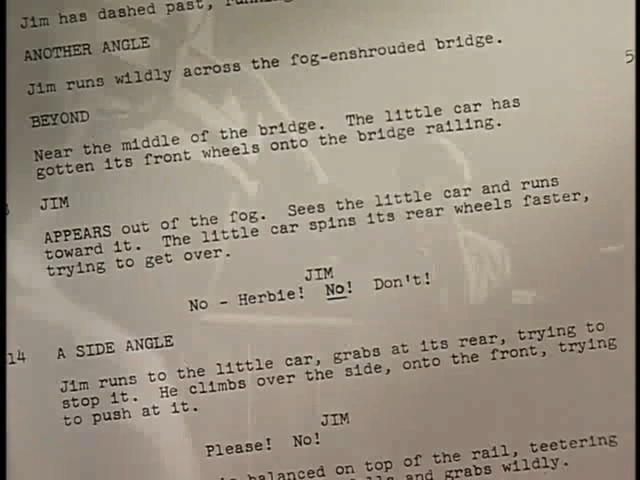 Jim has dashed past,
ANOTHER ANGLE
Jim runs wildly across the fog-enshrouded bridge.
5
BEYOND
Near the middle of the bridge. The little car has
gotten its front wheels onto the bridge railing.
JIM
APPEARS out of the fog. Sees the little car and runs
toward it. The little car spins its rear wheels faster,
trying to get over.
JIM
No - Herbie! No! Don't!
14 A SIDE ANGLE
Jim runs to the little car, grabs at its rear, trying to
stop it. He climbs over the side, onto the front, trying
to push at it.
JIM
Please! No!
balanced on top of the rail, teetering
and grabs wildly.